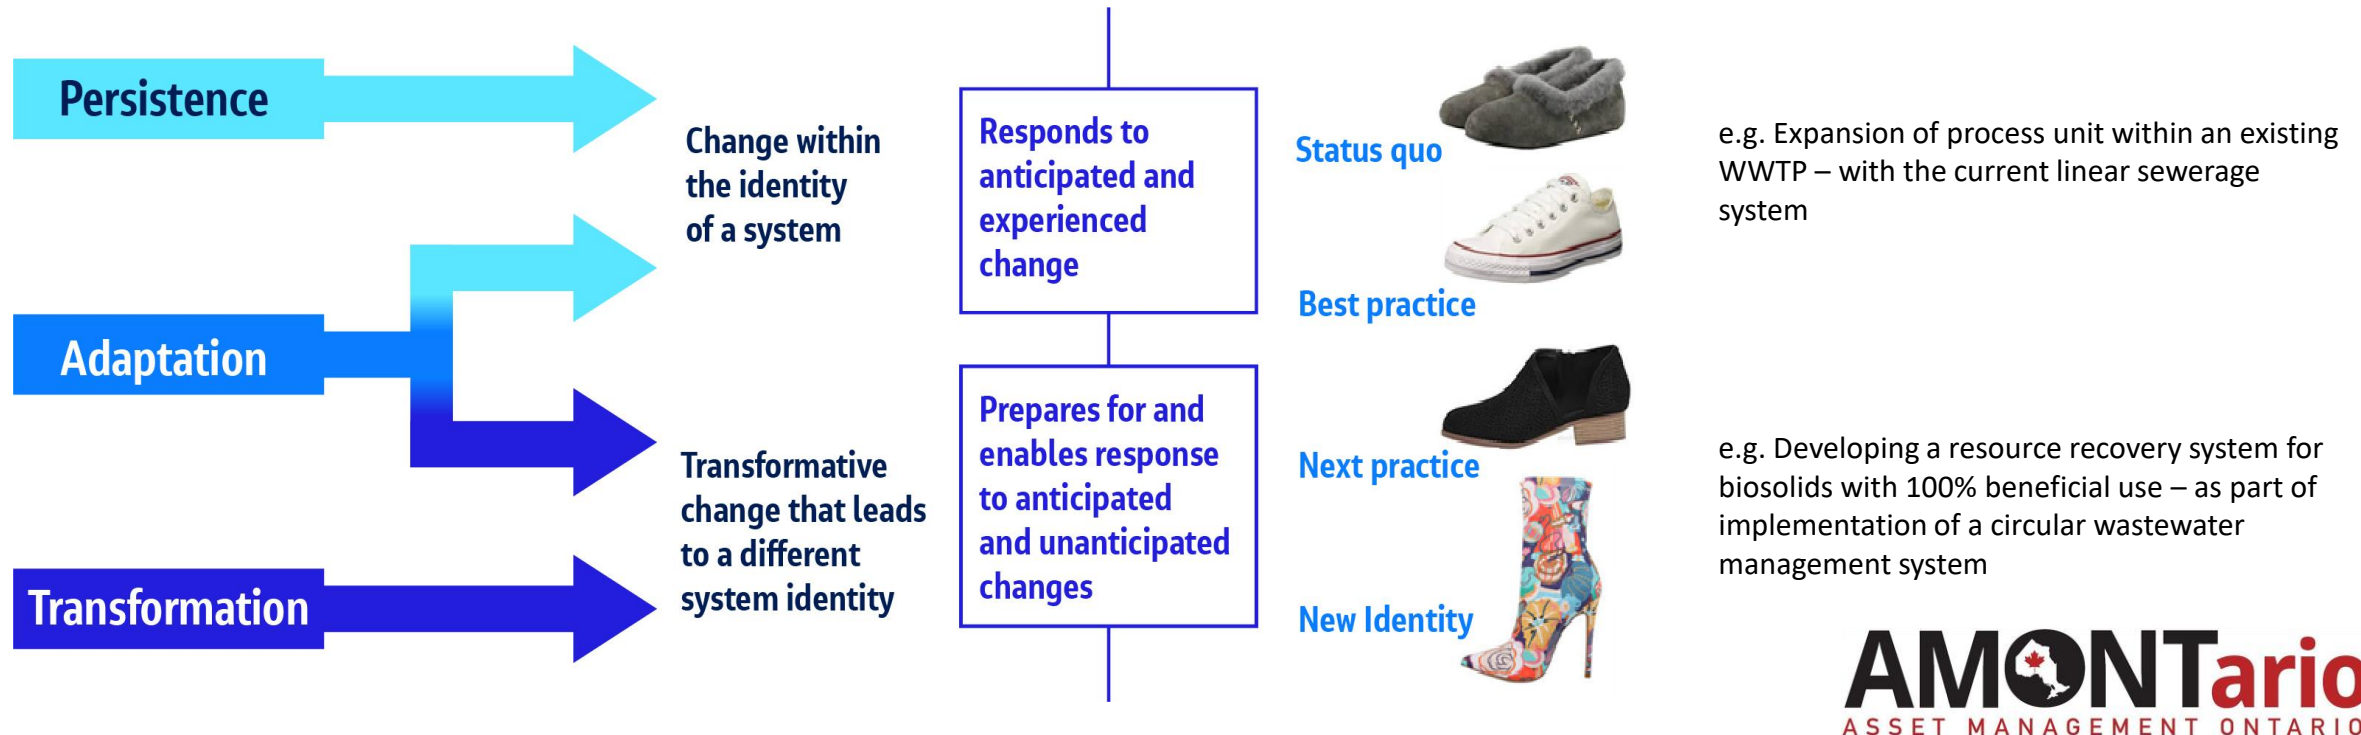 Persistence
Adaptation
Transformation
Change within
the identity
of a system
Transformative
change that leads
to a different
system identity
Responds to
anticipated and
experienced
change
Prepares for and
enables response
to anticipated
and unanticipated
changes
Status quo
Best practice
Next practice
New Identity
e.g. Expansion of process unit within an existing
WWTP – with the current linear sewerage
system
e.g. Developing a resource recovery system for
biosolids with 100% beneficial use – as part of
implementation of a circular wastewater
management system
AMONTario
ASSET MANAGEMENT ONTARIO